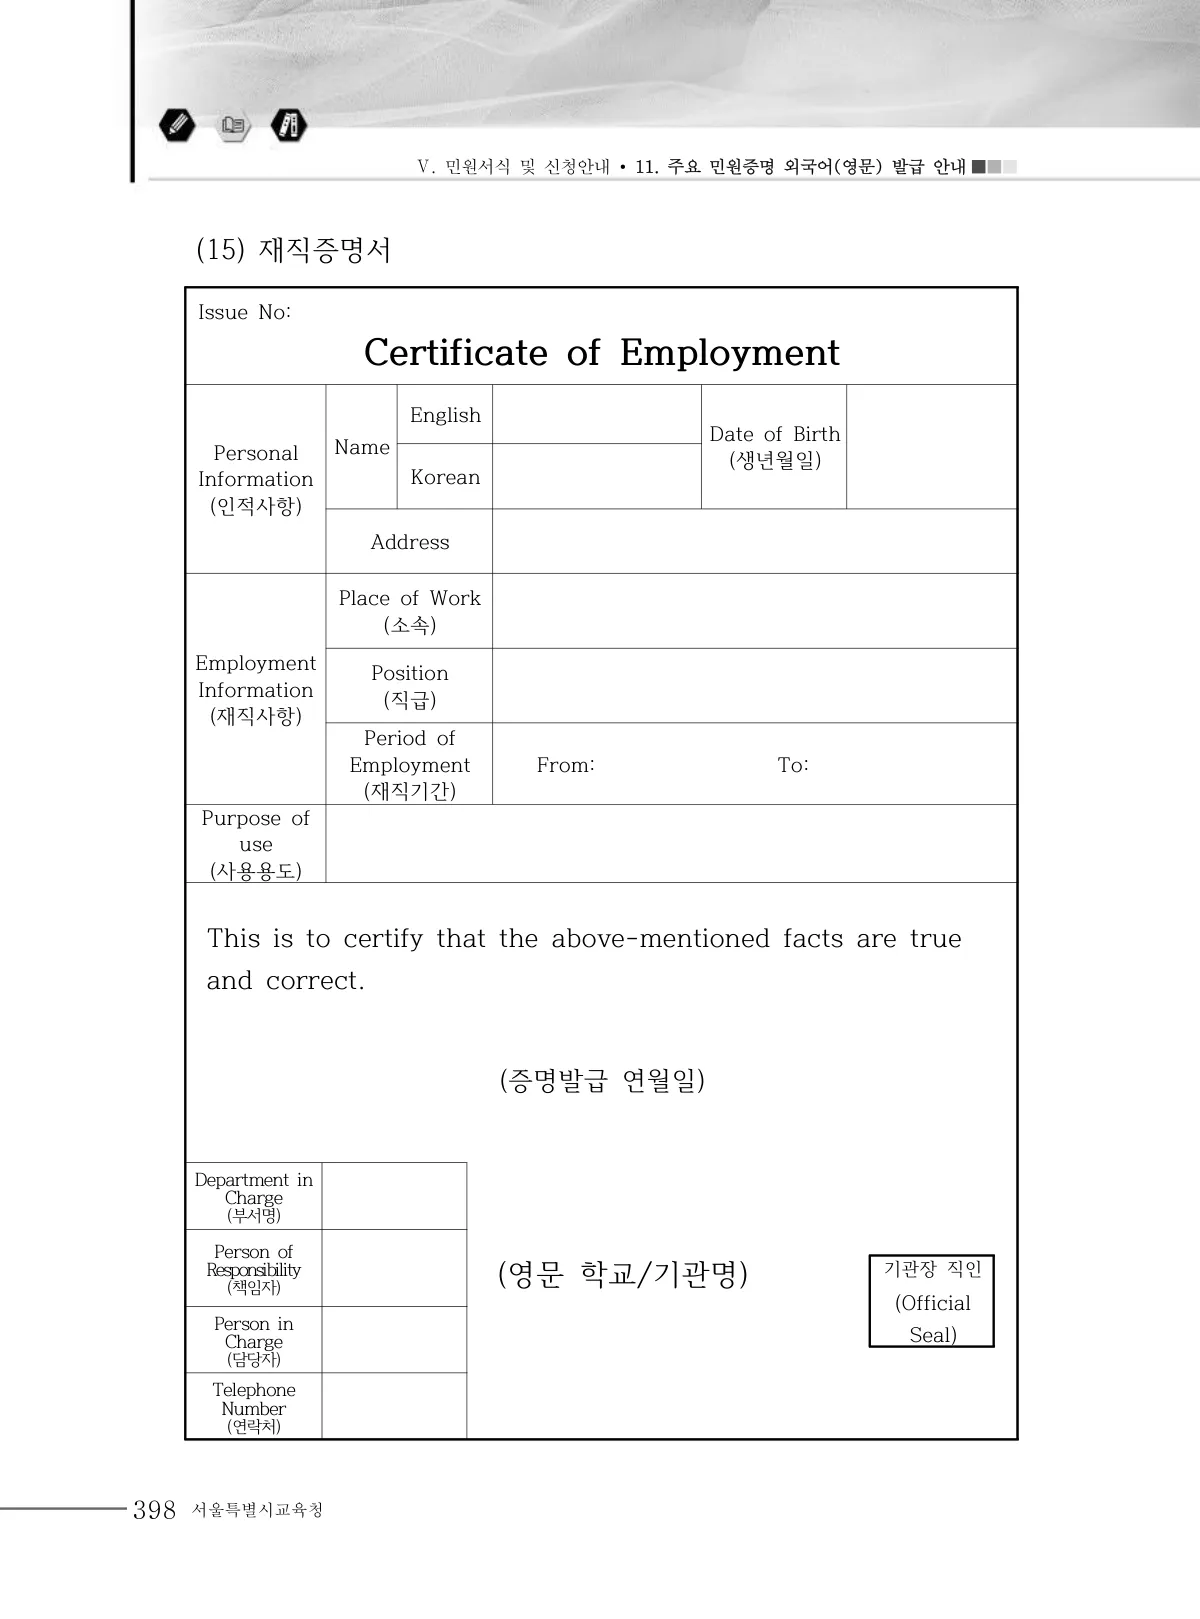 Ⅴ. 민원서식 및 신청안내 • 11. 주요 민원증명 외국어(영문) 발급 안내
(15) 재직증명서
Issue No:
Certificate of Employment
Personal
Information
(인적사항)
Name
English
Korean
Date of Birth
(생년월일)
Address
Employment
Information
(재직사항)
Place of Work
(소속)
Position
(직급)
Period of
Employment
(재직기간)
From: To:
Purpose of
use
(사용용도)
This is to certify that the above-mentioned facts are true
and correct.
(증명발급 연월일)
Department in
Charge
(부서명)
Person of
Responsibility
(책임자)
Person in
Charge
(담당자)
Telephone
Number
(연락처)
(영문 학교/기관명)
기관장 직인
(Official
Seal)
398 서울특별시교육청